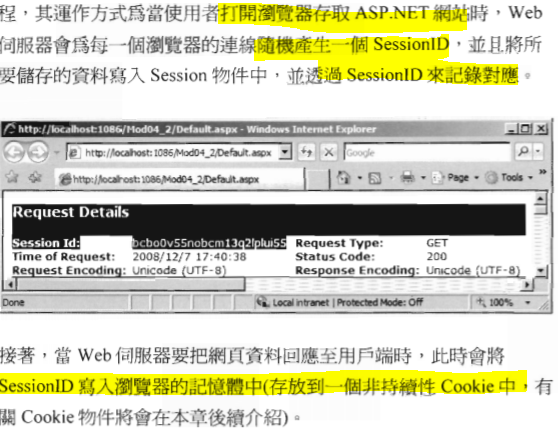 程，其運作方式為當使用者打開瀏覽器存取 ASP.NET 網站時，Web
伺服器會為每一個瀏覽器的連線隨機產生一個 SessionID，並且將所
要儲存的資料寫入 Session 物件中，並透過 SessionID 來記錄對應。
http://localhost:1086/Mod04_2/Default.aspx - Windows Internet Explorer
http://localhost:1086/Mod04_2/Default.aspx Google
http://localhost:1086/Mod04_2/Default.aspx Page Tools
Request Details
Session Id: bcbo0v55nobcm13q2lplui55 Request Type: GET
Time of Request: 2008/12/7 17:40:38 Status Code: 200
Request Encoding: Unicode (UTF-8) Response Encoding: Unicode (UTF-8)
Done Local intranet | Protected Mode: Off 100%
接著，當 Web 伺服器要把網頁資料回應至用戶端時，此時會將
SessionID 寫入瀏覽器的記憶體中(存放到一個非持續性 Cookie 中，有
關 Cookie 物件將會在本章後續介紹)。